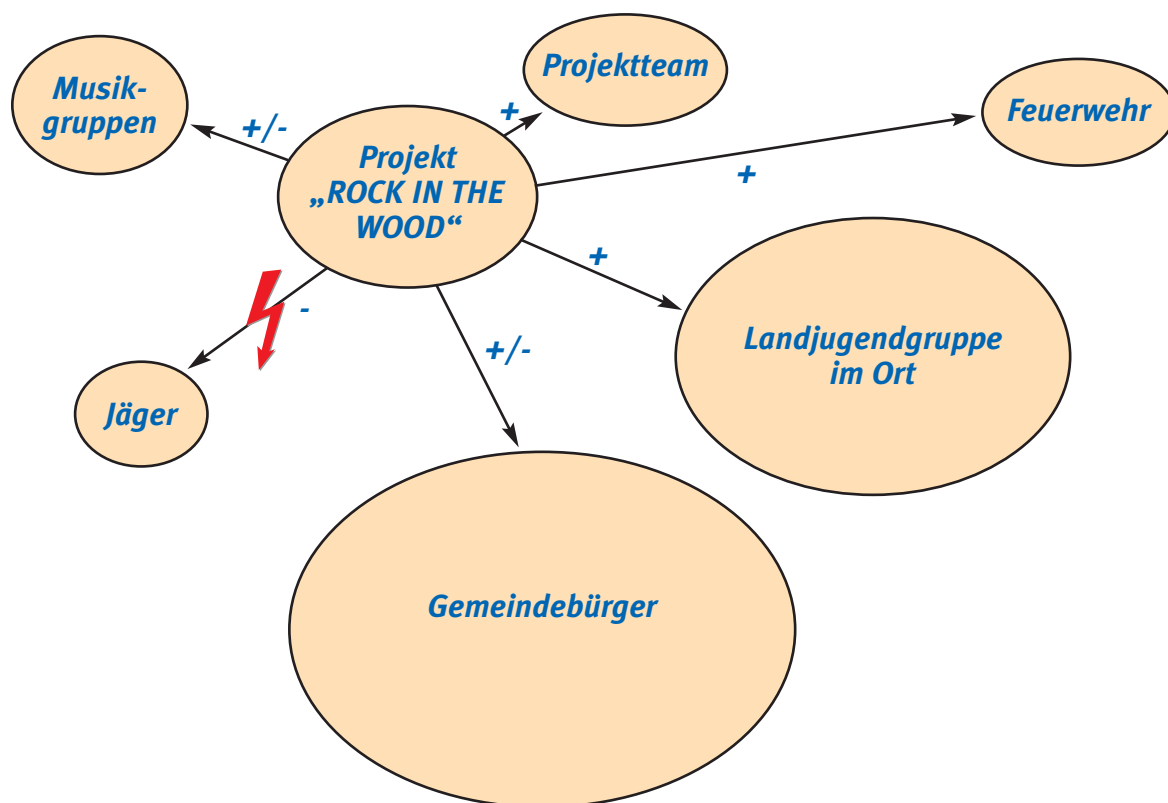 Musik-
gruppen
+/-
Projektteam
+
Feuerwehr
+
Projekt
„ROCK IN THE
WOOD“
+
Landjugendgruppe
im Ort
-
Jäger
+/-
Gemeindebürger